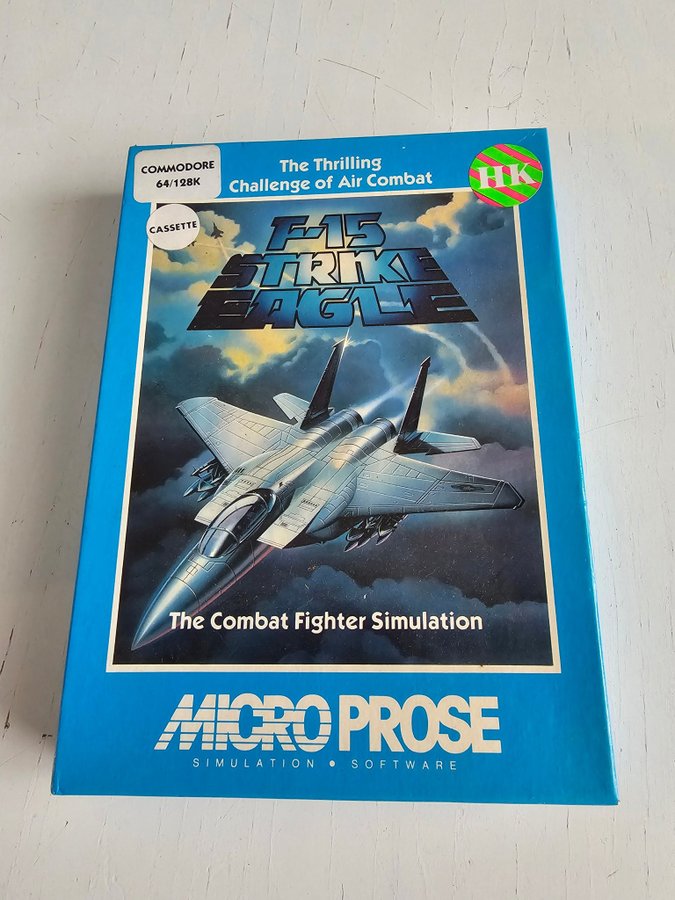 COMMODORE
64/128K
The Thrilling
Challenge of Air Combat
HK
CASSETTE
F-15
STRIKE
EAGLE
The Combat Fighter Simulation
MICRO PROSE
SIMULATION • SOFTWARE